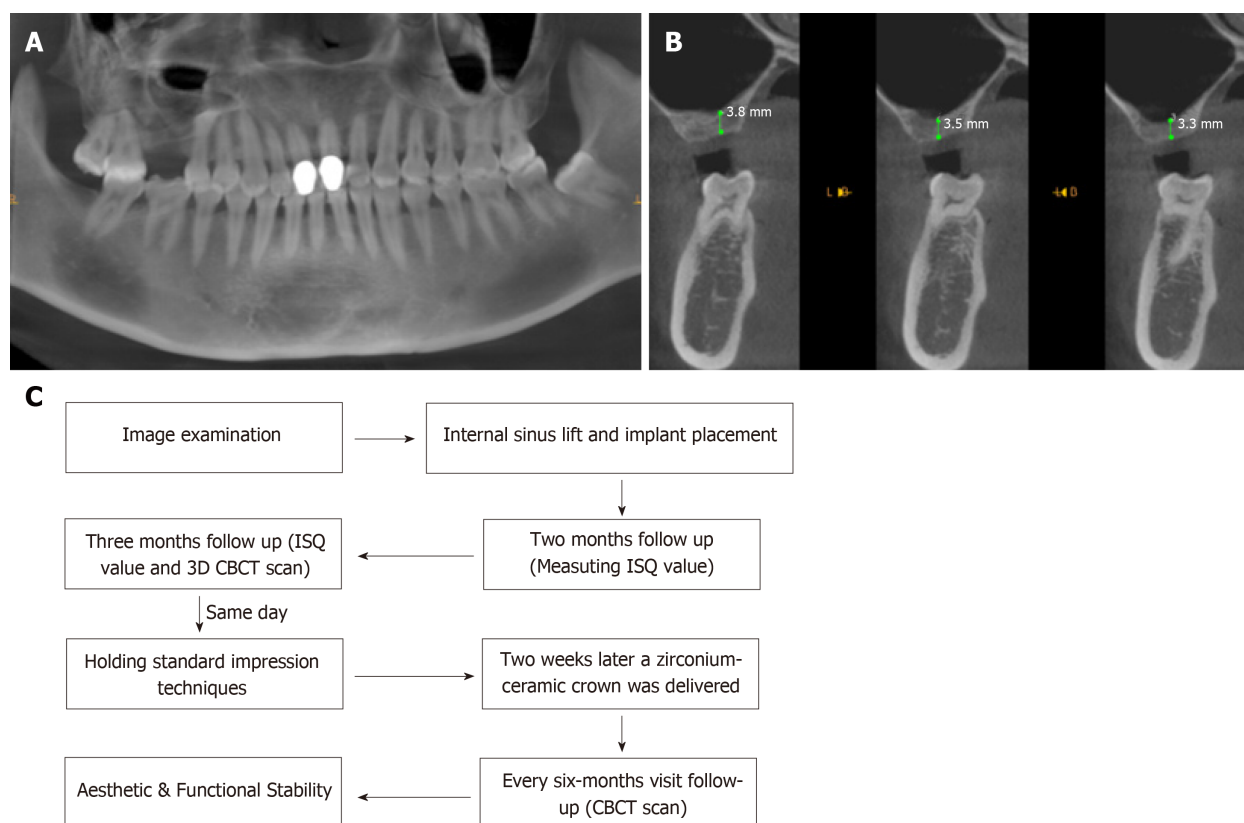 A
B
3.8 mm
3.5 mm
3.3 mm
L B
L B
C
Image examination
Internal sinus lift and implant placement
Two months follow up
(Measuring ISQ value)
Three months follow up (ISQ
value and 3D CBCT scan)
Same day
Holding standard impression
techniques
Two weeks later a zirconium-
ceramic crown was delivered
Every six-months visit follow-
up (CBCT scan)
Aesthetic & Functional Stability